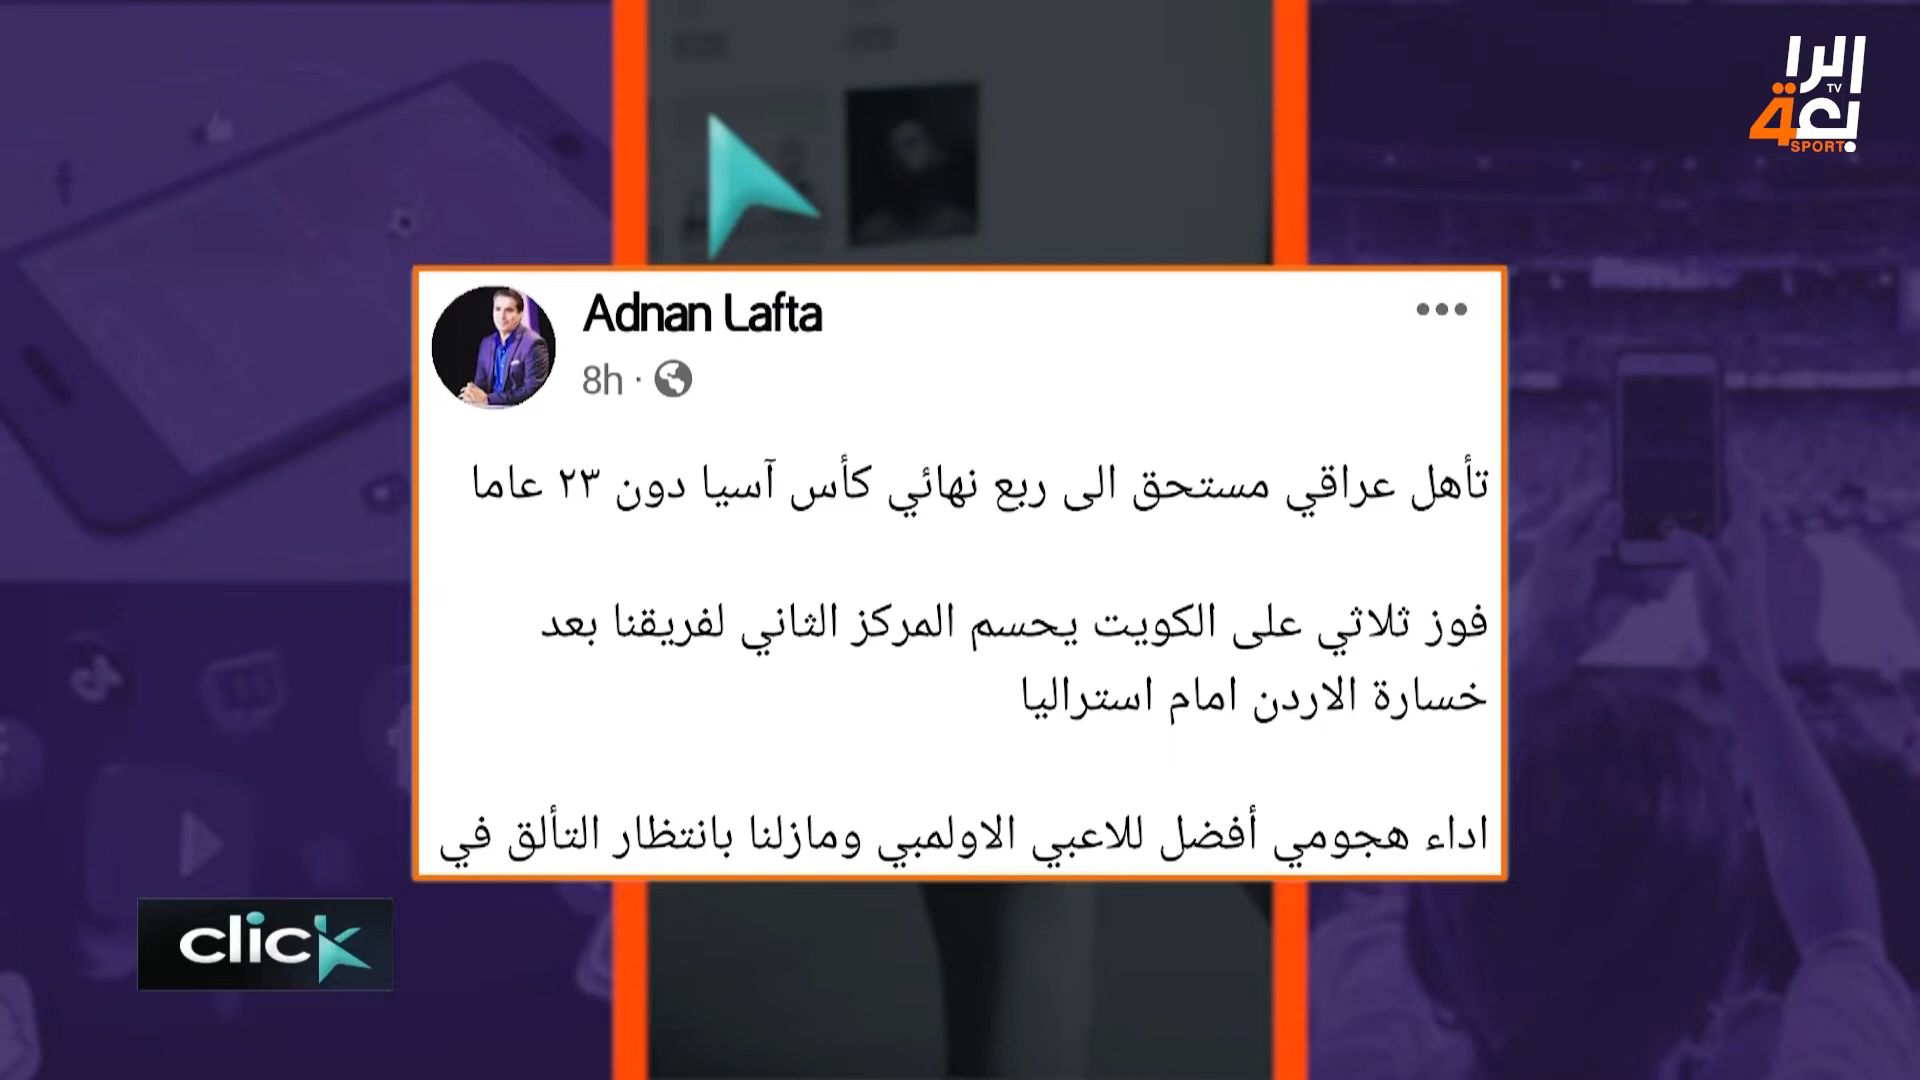 الرابعة
TV
4
SPORT
Adnan Lafta
8h ·
تأهل عراقي مستحق الى ربع نهائي كأس آسيا دون ٢٣ عاما
فوز ثلاثي على الكويت يحسم المركز الثاني لفريقنا بعد
خسارة الاردن امام استراليا
اداء هجومي أفضل للاعبي الاولمبي ومازلنا بانتظار التألق في
click